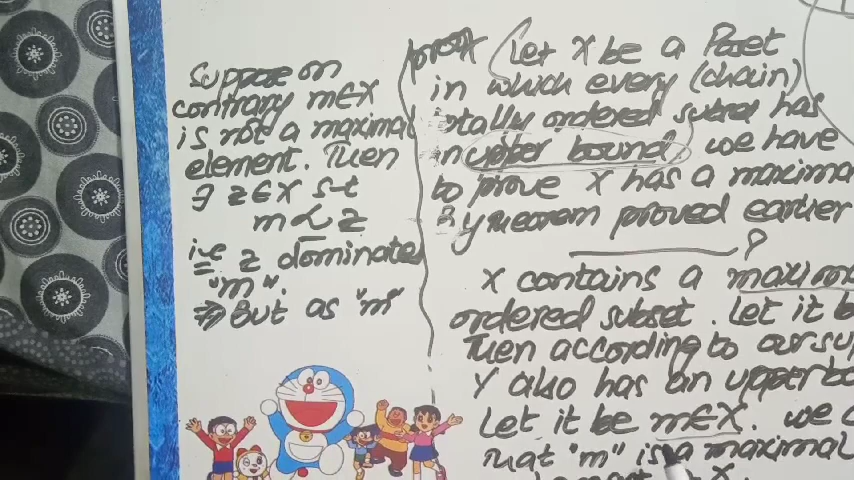 Suppose on
contrary m∈X
is not a maximal
element. Then
∃ z∈X s-t
m ≺ z
i.e z dominates
"m".
⇒ But as "m"
proof Let X be a Poset
in which every (chain)
totally ordered subset has
an upper bound. we have
to prove X has a maxima
By theorem proved earlier
?
X contains a maxim
ordered subset. Let it b
Then according to our su
Y also has an upper bo
Let it be m∈X. we c
That "m" is a maximal
X.